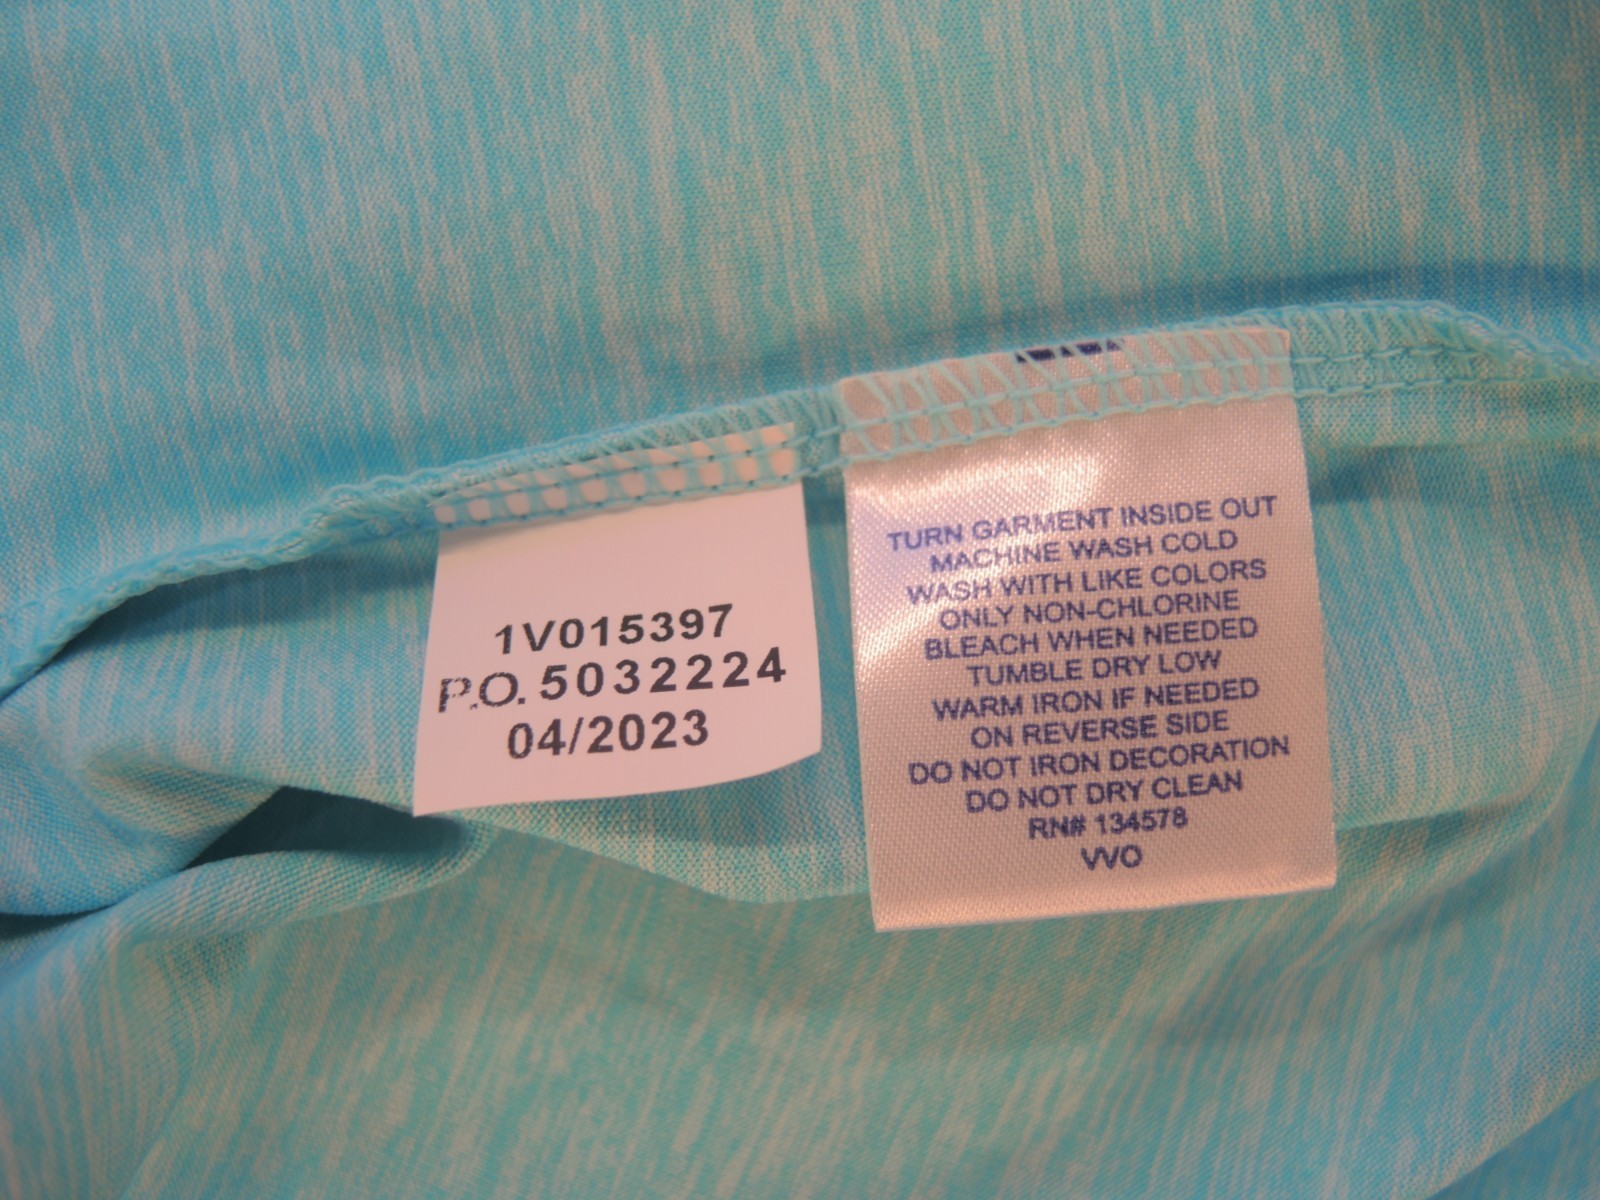 1V015397
P.O. 5032224
04/2023
TURN GARMENT INSIDE OUT
MACHINE WASH COLD
WASH WITH LIKE COLORS
ONLY NON-CHLORINE
BLEACH WHEN NEEDED
TUMBLE DRY LOW
WARM IRON IF NEEDED
ON REVERSE SIDE
DO NOT IRON DECORATION
DO NOT DRY CLEAN
RN# 134578
VVO